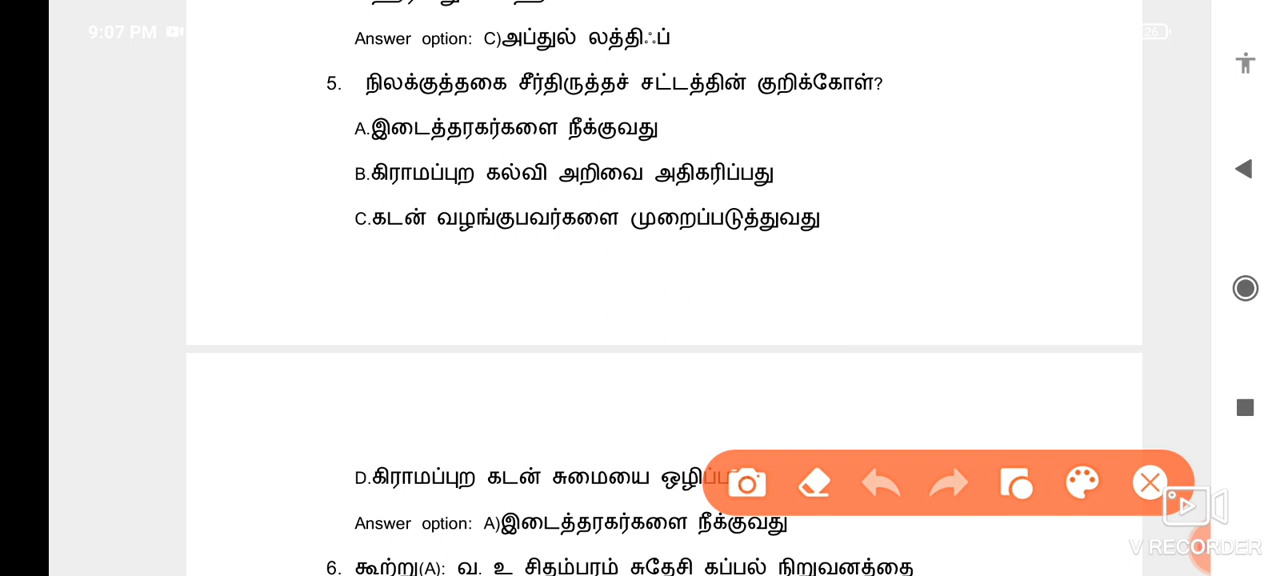 9:07 PM
Answer option: C)அப்துல் லத்திஃப்
26
5. நிலக்குத்தகை சீர்திருத்தச் சட்டத்தின் குறிக்கோள்?
A.இடைத்தரகர்களை நீக்குவது
B.கிராமப்புற கல்வி அறிவை அதிகரிப்பது
C.கடன் வழங்குபவர்களை முறைப்படுத்துவது
D.கிராமப்புற கடன் சுமையை
Answer option: A)இடைத்தரகர்களை நீக்குவது
V RECORDER
6. கூற்று(A): வ. உ சிதம்பரம் சுதேசி கப்பல் நிறுவனத்தை